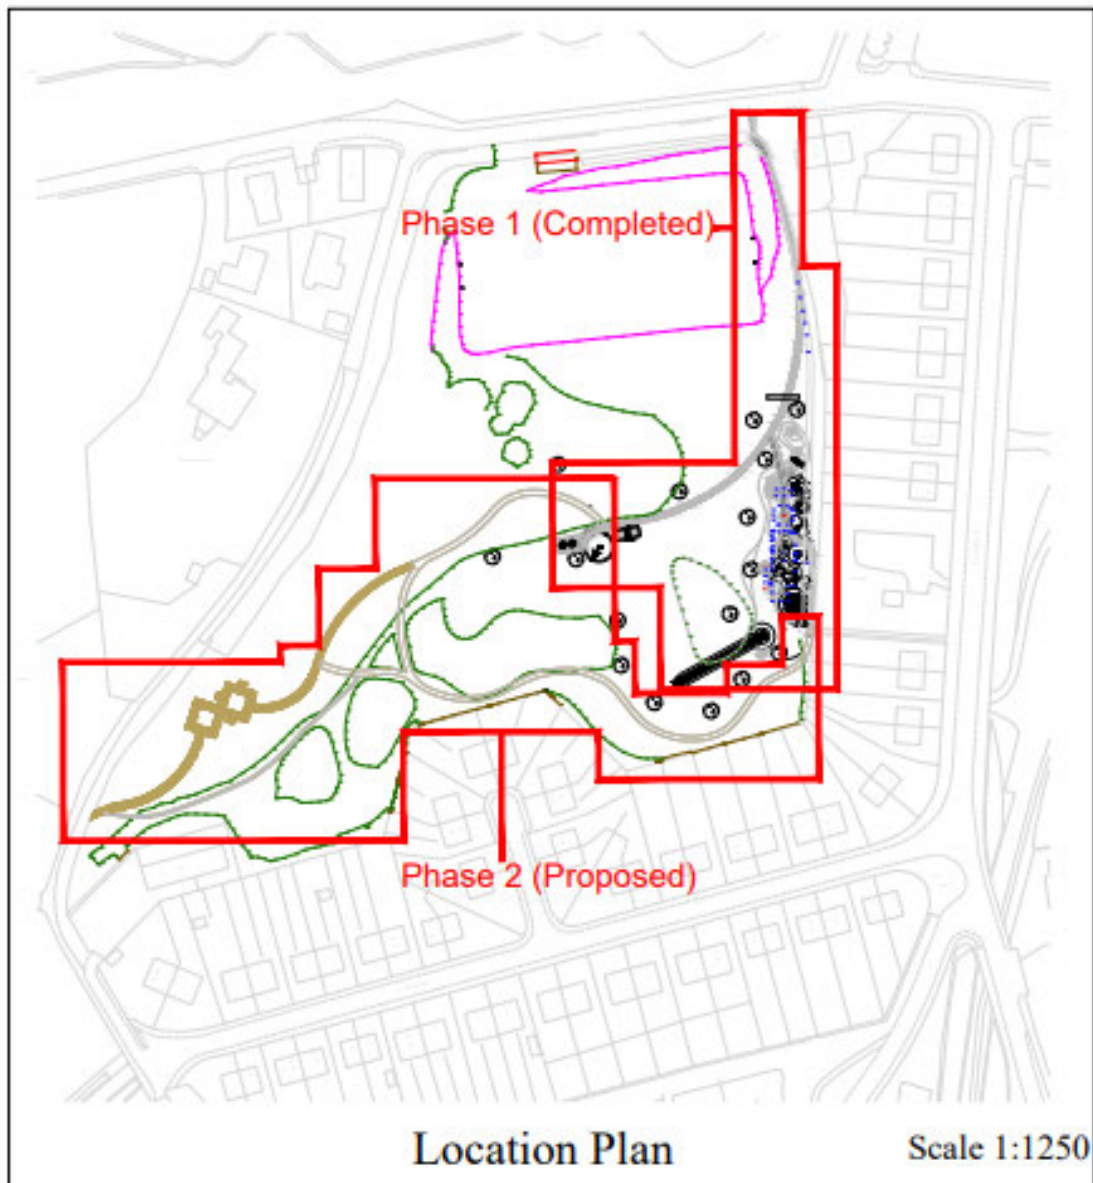 Phase 1 (Completed)
Phase 2 (Proposed)
Location Plan
Scale 1:1250